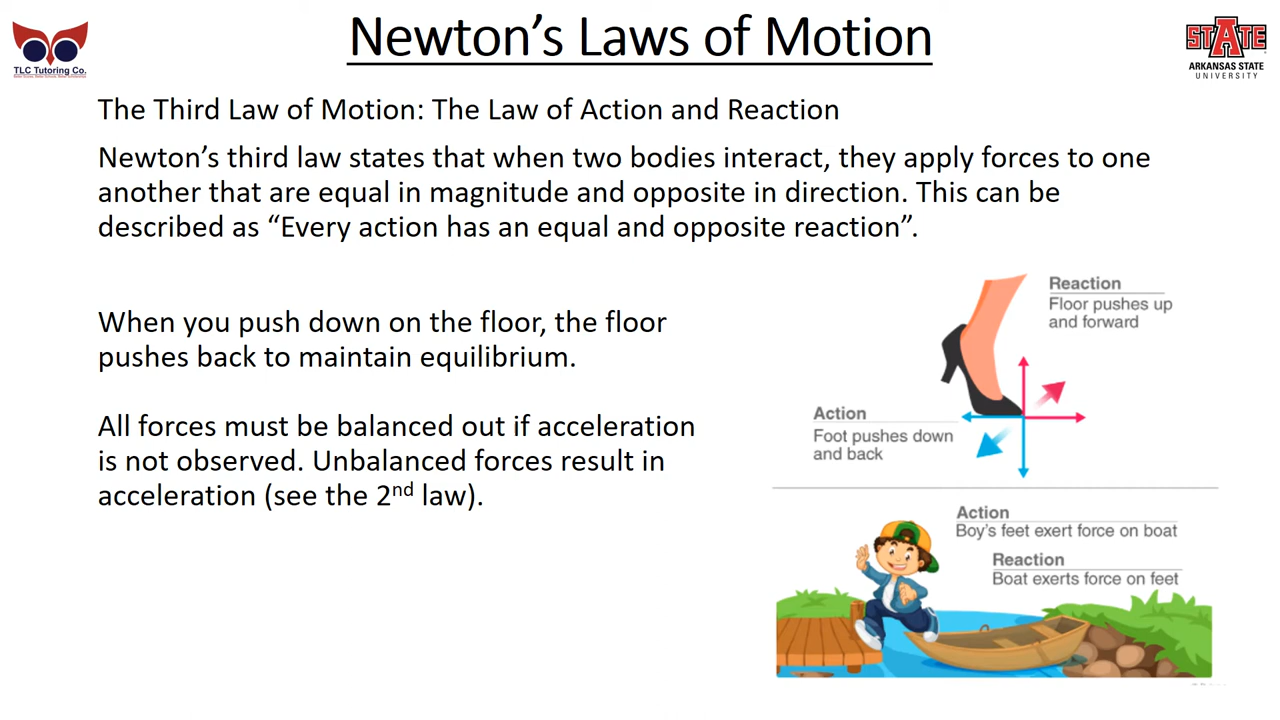 Newton’s Laws of Motion
TLC Tutoring Co.
STATE
ARKANSAS STATE
UNIVERSITY
The Third Law of Motion: The Law of Action and Reaction
Newton’s third law states that when two bodies interact, they apply forces to one
another that are equal in magnitude and opposite in direction. This can be
described as “Every action has an equal and opposite reaction”.
When you push down on the floor, the floor
pushes back to maintain equilibrium.
All forces must be balanced out if acceleration
is not observed. Unbalanced forces result in
acceleration (see the 2nd law).
Reaction
Floor pushes up
and forward
Action
Foot pushes down
and back
Action
Boy's feet exert force on boat
Reaction
Boat exerts force on feet